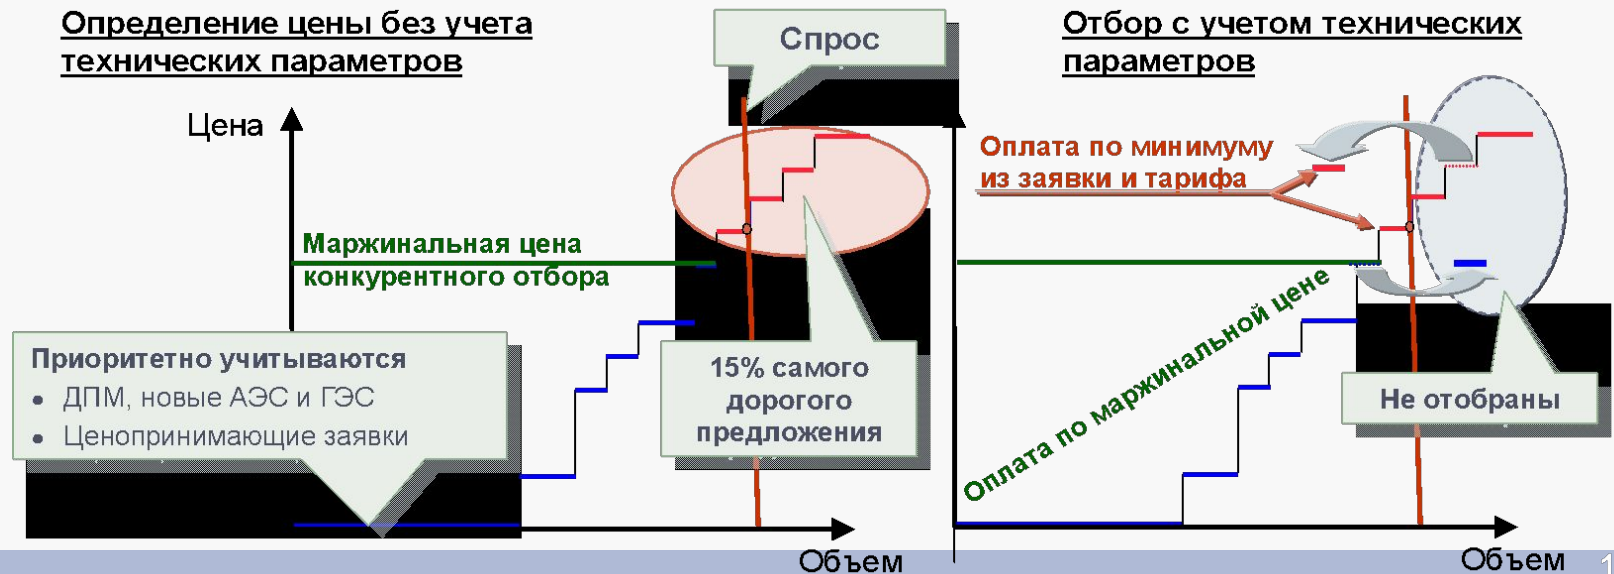 Определение цены без учета
технических параметров
Спрос
Цена
Маржинальная цена
конкурентного отбора
Приоритетно учитываются
• ДПМ, новые АЭС и ГЭС
• Ценопринимающие заявки
15% самого
дорогого
предложения
Объем
Отбор с учетом технических
параметров
Оплата по минимуму
из заявки и тарифа
Оплата по маржинальной цене
Не отобраны
Объем
1